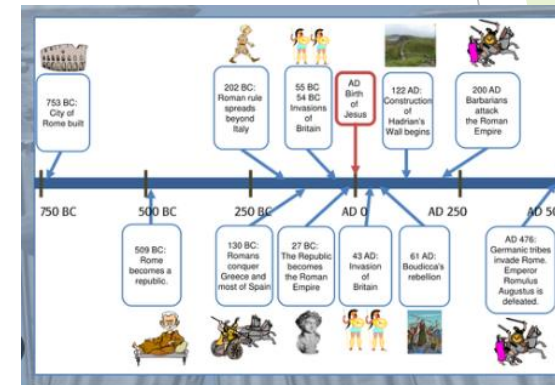 753 BC:
City of
Rome built
202 BC:
Roman rule
spreads
beyond
Italy
55 BC
54 BC
Invasions
of
Britain
AD
Birth
of
Jesus
122 AD:
Construction
of
Hadrian's
Wall begins
200 AD
Barbarians
attack
the Roman
Empire
750 BC
500 BC
250 BC
AD 0
AD 250
AD 50
509 BC:
Rome
becomes a
republic.
130 BC:
Romans
conquer
Greece and
most of Spain
27 BC:
The Republic
becomes
the Roman
Empire
43 AD:
Invasion
of
Britain
61 AD:
Boudicca's
rebellion
AD 476:
Germanic tribes
invade Rome.
Emperor
Romulus
Augustus is
defeated.